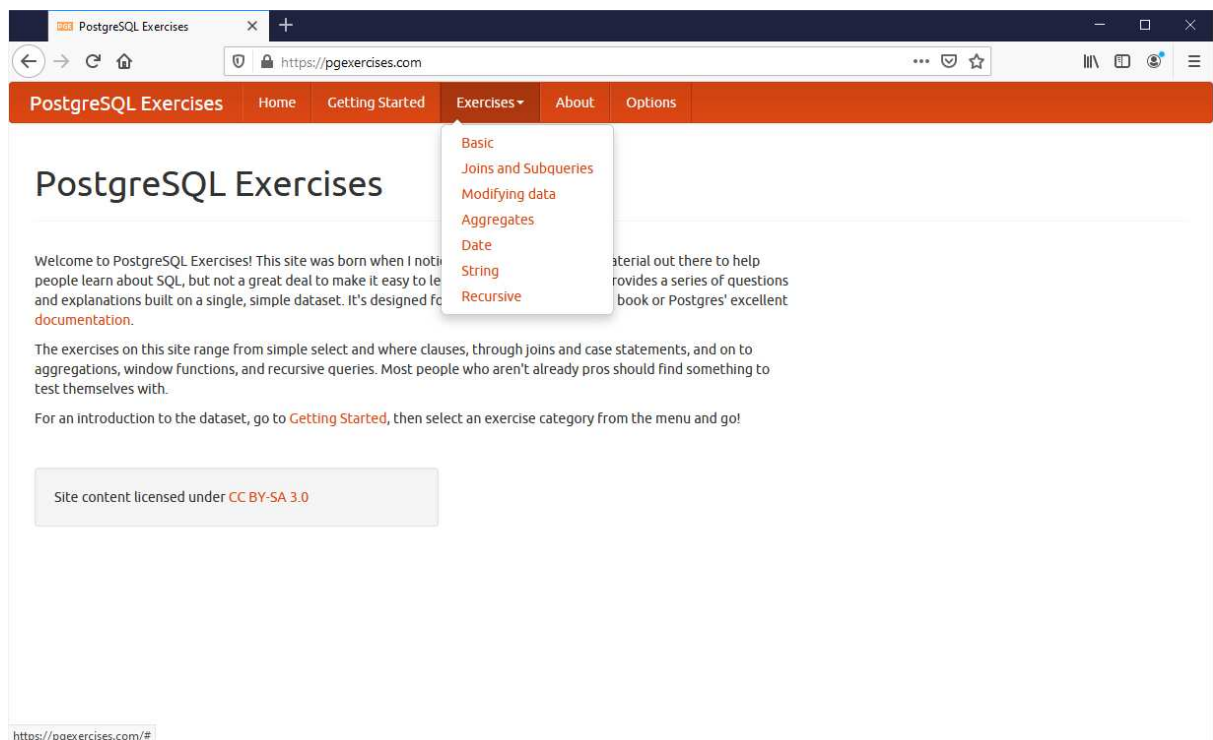 PostgreSQL Exercises
https://pgexercises.com
PostgreSQL Exercises Home Getting Started Exercises About Options
Basic
Joins and Subqueries
Modifying data
Aggregates
Date
String
Recursive
PostgreSQL Exercises
Welcome to PostgreSQL Exercises! This site was born when I noti aterial out there to help
people learn about SQL, but not a great deal to make it easy to le rovides a series of questions
and explanations built on a single, simple dataset. It's designed fo book or Postgres' excellent
documentation.
The exercises on this site range from simple select and where clauses, through joins and case statements, and on to
aggregations, window functions, and recursive queries. Most people who aren't already pros should find something to
test themselves with.
For an introduction to the dataset, go to Getting Started, then select an exercise category from the menu and go!
Site content licensed under CC BY-SA 3.0
https://pgexercises.com/#